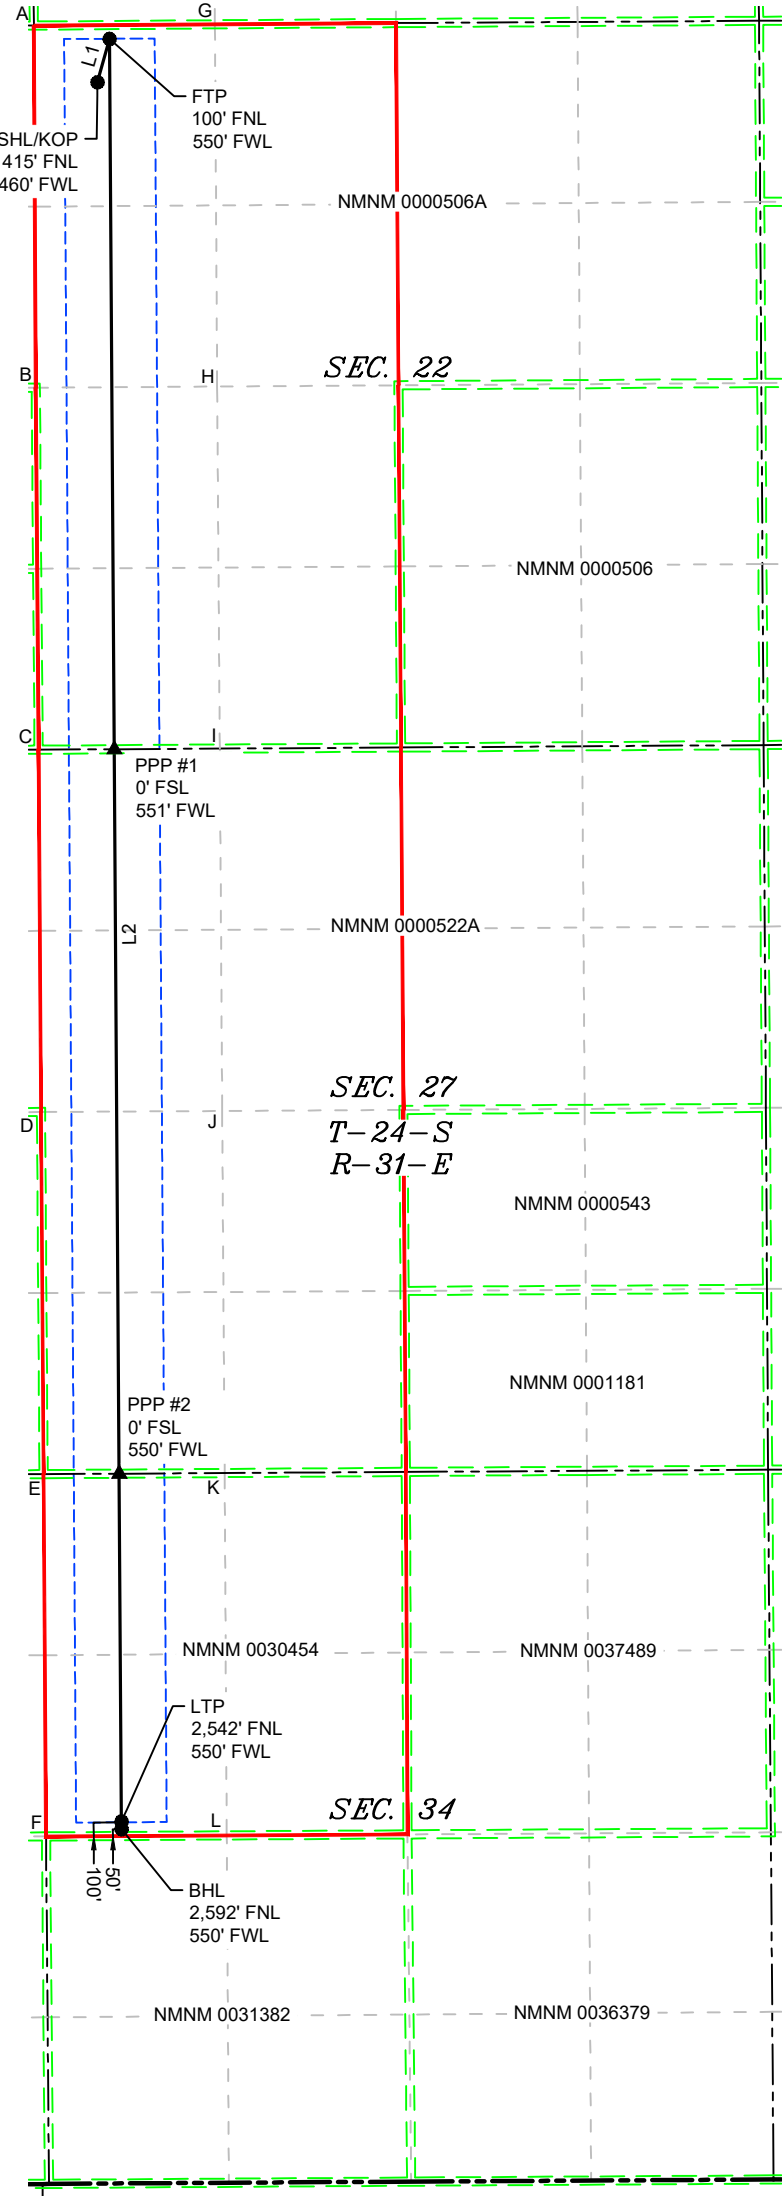 A
G
L1
FTP
100' FNL
550' FWL
SHL/KOP
415' FNL
460' FWL
NMNM 0000506A
B
H
SEC. 22
NMNM 0000506
C
I
PPP #1
0' FSL
551' FWL
L2
NMNM 0000522A
SEC. 27
D
J
T-24-S
R-31-E
NMNM 0000543
NMNM 0001181
PPP #2
0' FSL
550' FWL
E
K
NMNM 0030454
NMNM 0037489
LTP
2,542' FNL
550' FWL
SEC. 34
F
L
100'
50'
BHL
2,592' FNL
550' FWL
NMNM 0031382
NMNM 0036379